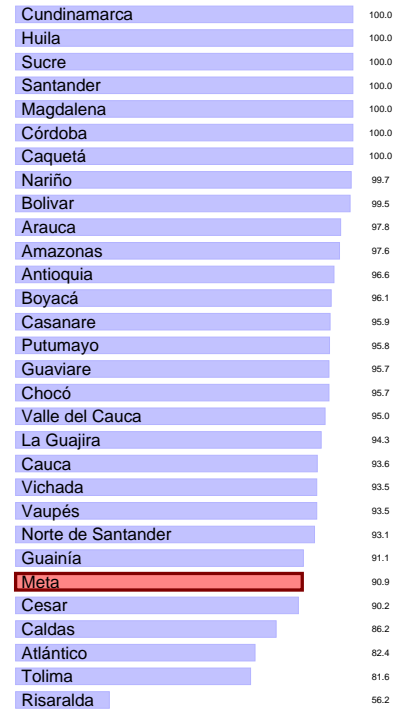 Cundinamarca 100.0
Huila 100.0
Sucre 100.0
Santander 100.0
Magdalena 100.0
Córdoba 100.0
Caquetá 100.0
Nariño 99.7
Bolivar 99.5
Arauca 97.8
Amazonas 97.6
Antioquia 96.6
Boyacá 96.1
Casanare 95.9
Putumayo 95.8
Guaviare 95.7
Chocó 95.7
Valle del Cauca 95.0
La Guajira 94.3
Cauca 93.6
Vichada 93.5
Vaupés 93.5
Norte de Santander 93.1
Guainía 91.1
Meta 90.9
Cesar 90.2
Caldas 86.2
Atlántico 82.4
Tolima 81.6
Risaralda 56.2